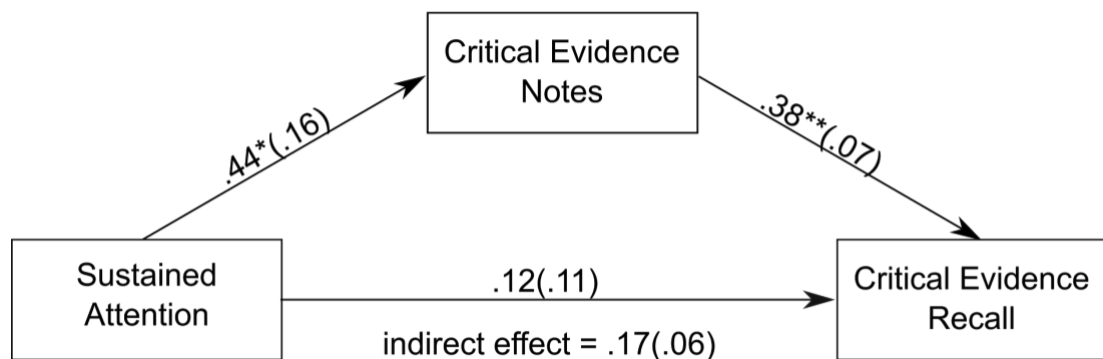 Critical Evidence
Notes
.44*(.16)
.38**(.07)
Sustained
Attention
.12(.11)
Critical Evidence
Recall
indirect effect = .17(.06)